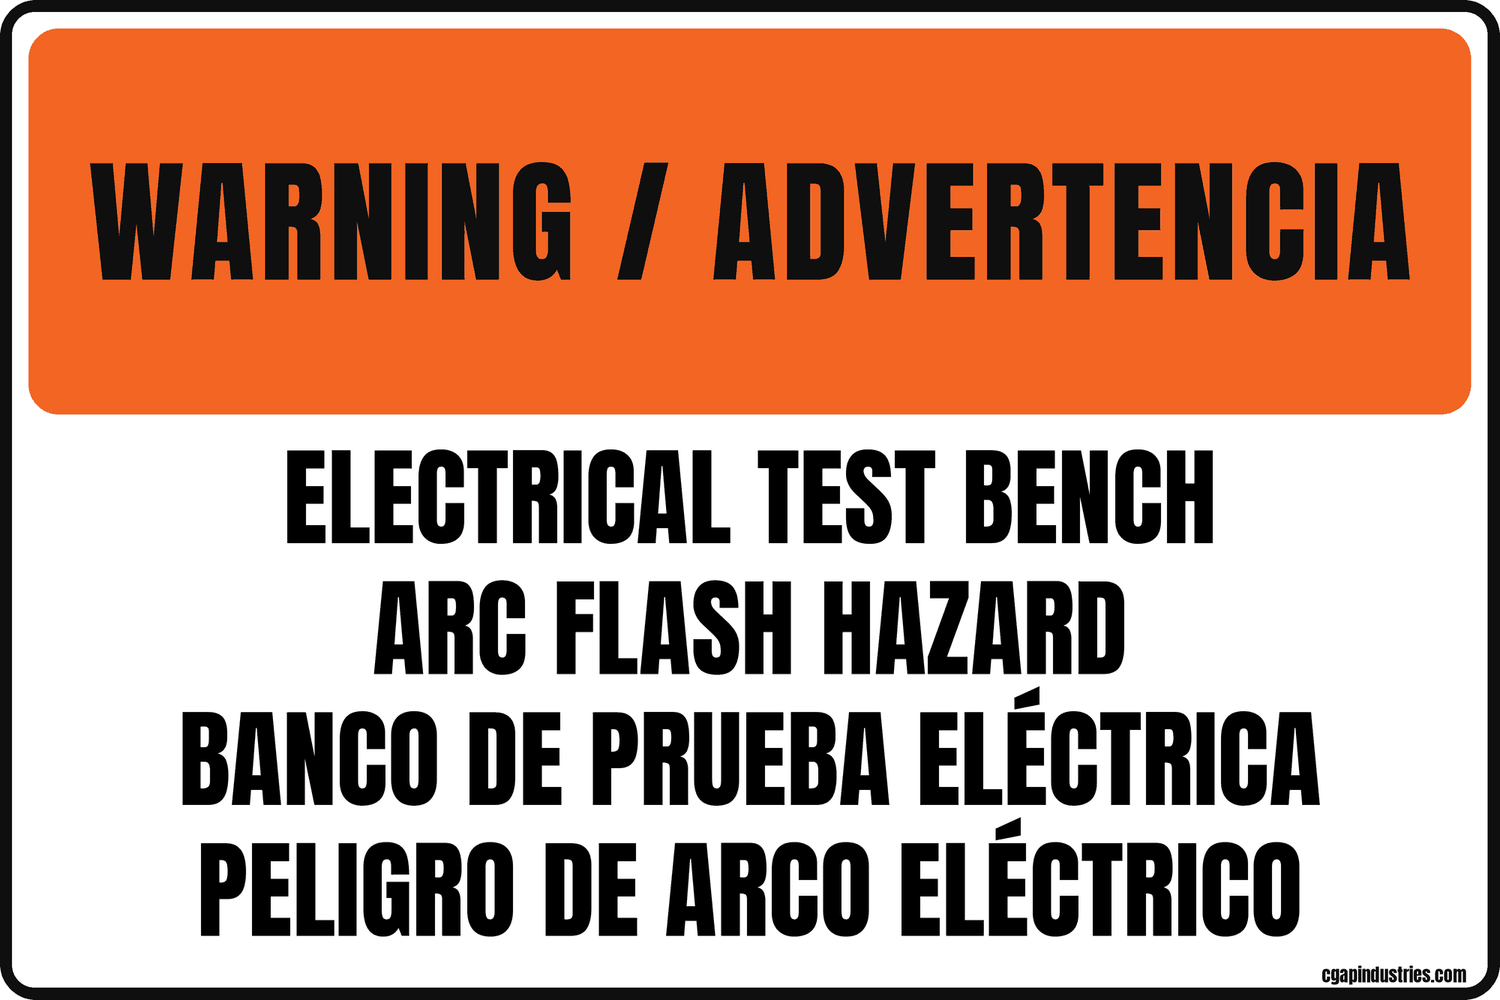 WARNING / ADVERTENCIA
ELECTRICAL TEST BENCH
ARC FLASH HAZARD
BANCO DE PRUEBA ELÉCTRICA
PELIGRO DE ARCO ELÉCTRICO
cgapindustries.com